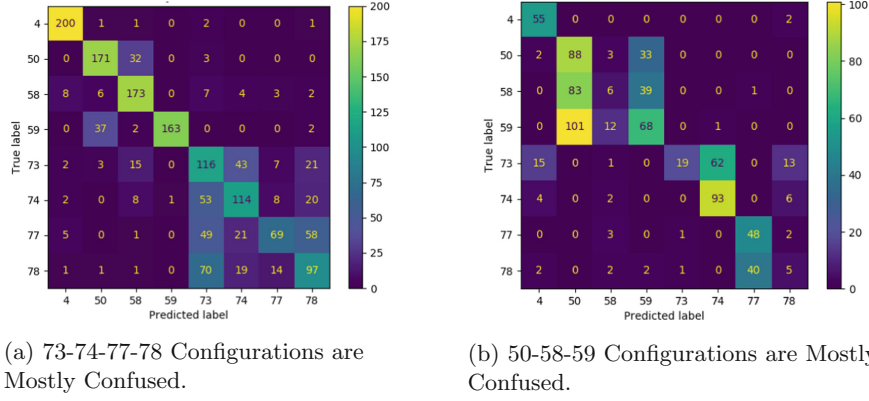 4 200 1 1 0 2 0 0 1
50 0 171 32 0 3 0 0 0
58 8 6 173 0 7 4 3 2
59 0 37 2 163 0 0 0 2
73 2 3 15 0 116 43 7 21
74 2 0 8 1 53 114 8 20
77 5 0 1 0 49 21 69 58
78 1 1 1 0 70 19 14 97
4 50 58 59 73 74 77 78
True label
Predicted label
200
175
150
125
100
75
50
25
0
(a) 73-74-77-78 Configurations are
Mostly Confused.
4 55 0 0 0 0 0 0 2
50 2 88 3 33 0 0 0 0
58 0 83 6 39 0 0 1 0
59 0 101 12 68 0 1 0 0
73 15 0 1 0 19 62 0 13
74 4 0 2 0 0 93 0 6
77 0 0 3 0 1 0 48 2
78 2 0 2 2 1 0 40 5
4 50 58 59 73 74 77 78
True label
Predicted label
100
80
60
40
20
0
(b) 50-58-59 Configurations are Mostly
Confused.